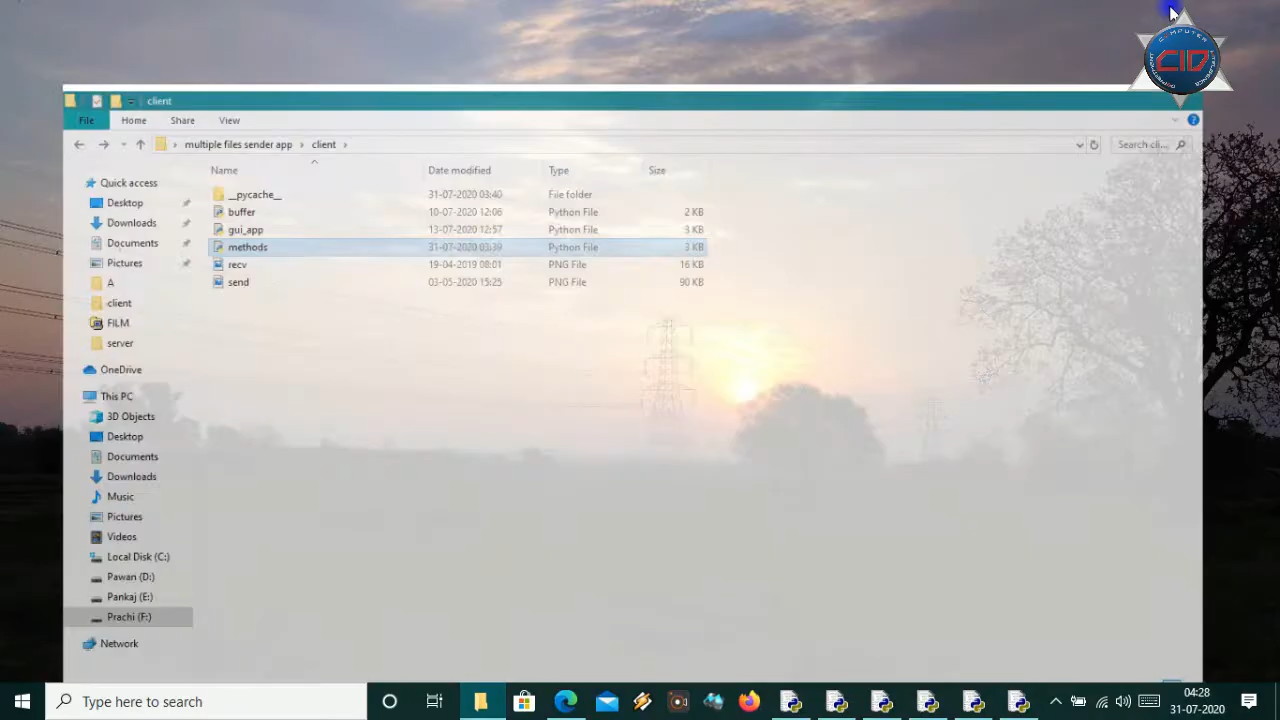 COMPUTER
CID
client
File Home Share View
multiple files sender app client
Search cli...
Name Date modified Type Size
Quick access
Desktop
Downloads
Documents
Pictures
A
client
FILM
server
OneDrive
This PC
3D Objects
Desktop
Documents
Downloads
Music
Pictures
Videos
Local Disk (C:)
Pawan (D:)
Pankaj (E:)
Prachi (F:)
Network
__pycache__ 31-07-2020 03:40 File folder
buffer 10-07-2020 12:06 Python File 2 KB
gui_app 13-07-2020 12:57 Python File 3 KB
methods 31-07-2020 03:39 Python File 3 KB
recv 19-04-2019 08:01 PNG File 16 KB
send 03-05-2020 15:25 PNG File 90 KB
Type here to search
04:28
31-07-2020